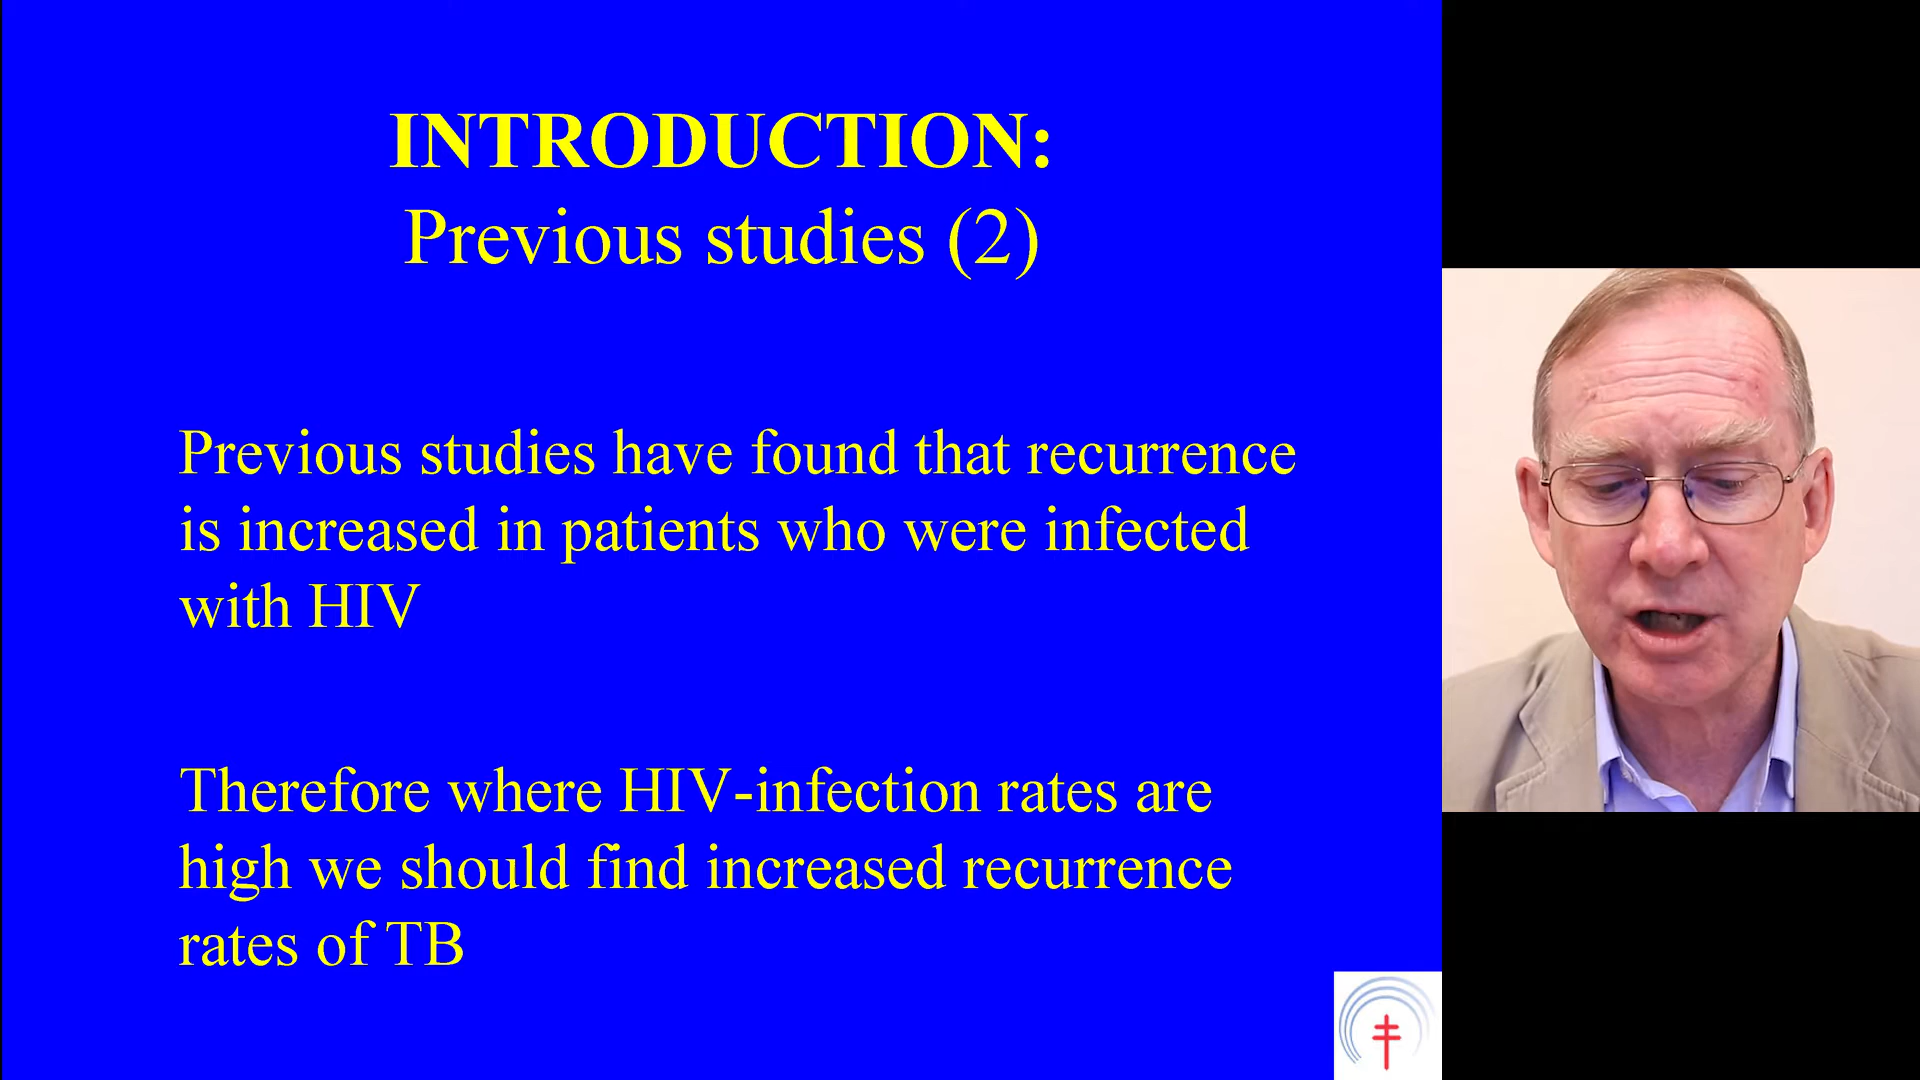 INTRODUCTION:
Previous studies (2)
Previous studies have found that recurrence
is increased in patients who were infected
with HIV
Therefore where HIV-infection rates are
high we should find increased recurrence
rates of TB